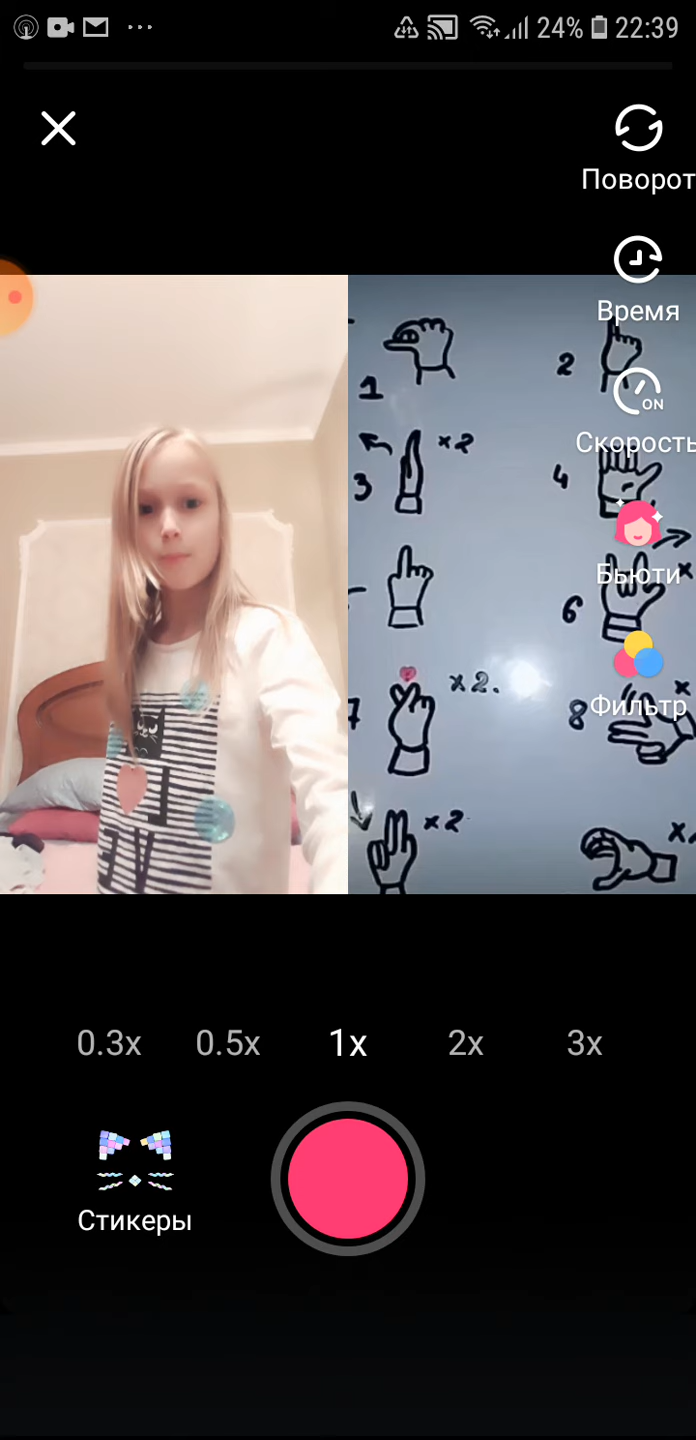 24% 22:39
Поворот
Время
ON
Скорость
Бьюти
Фильтр
1
2
3
×2
4
6
7
×2.
8
×2
0.3x 0.5x 1x 2x 3x
Стикеры